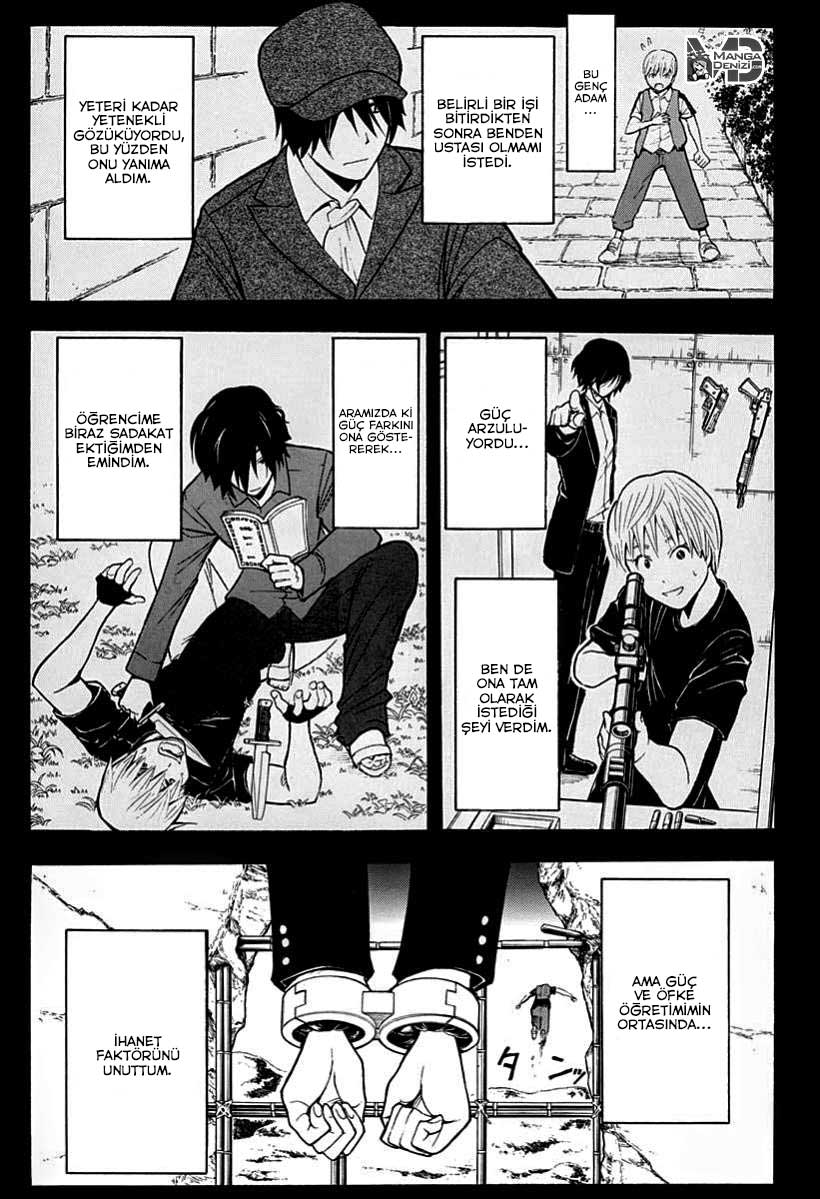 MANGA
DENİZİ
BU
GENÇ
ADAM
...
BELİRLİ BİR İŞİ
BİTİRDİKTEN
SONRA BENDEN
USTASI OLMAMI
İSTEDİ.
YETERİ KADAR
YETENEKLİ
GÖZÜKÜYORDU,
BU YÜZDEN
ONU YANIMA
ALDIM.
GÜÇ
ARZULU-
YORDU...
BEN DE
ONA TAM
OLARAK
İSTEDİĞİ
ŞEYİ VERDİM.
ARAMIZDA Kİ
GÜÇ FARKINI
ONA GÖSTE-
REREK...
ÖĞRENCİME
BİRAZ SADAKAT
EKTİĞİMDEN
EMİNDİM.
AMA GÜÇ
VE ÖFKE
ÖĞRETİMİMİN
ORTASINDA...
タンッ
İHANET
FAKTÖRÜNÜ
UNUTTUM.